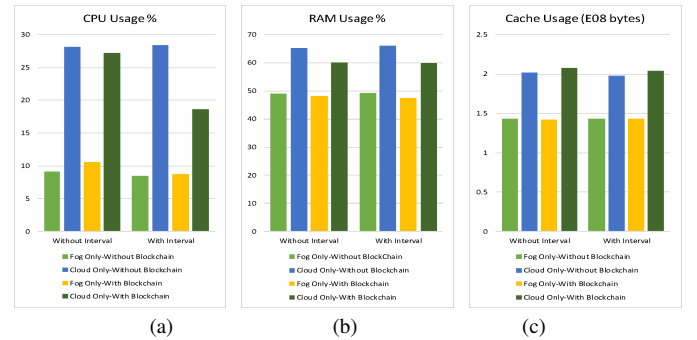 CPU Usage %
30
25
20
15
10
5
0
Without Interval With Interval
Fog Only-Without Blockchain
Cloud Only-Without Blockchain
Fog Only-With Blockchain
Cloud Only-With Blockchain
(a)
RAM Usage %
70
60
50
40
30
20
10
0
Without Interval With Interval
Fog Only-Without BlockChain
Cloud Only-Without Blockchain
Fog Only-With Blockchain
Cloud Only-With Blockchain
(b)
Cache Usage (E08 bytes)
2.5
2
1.5
1
0.5
0
Without Interval With Interval
Fog Only-Without Blockchain
Cloud Only-Without Blockchain
Fog Only-With Blockchain
Cloud Only-With Blockchain
(c)